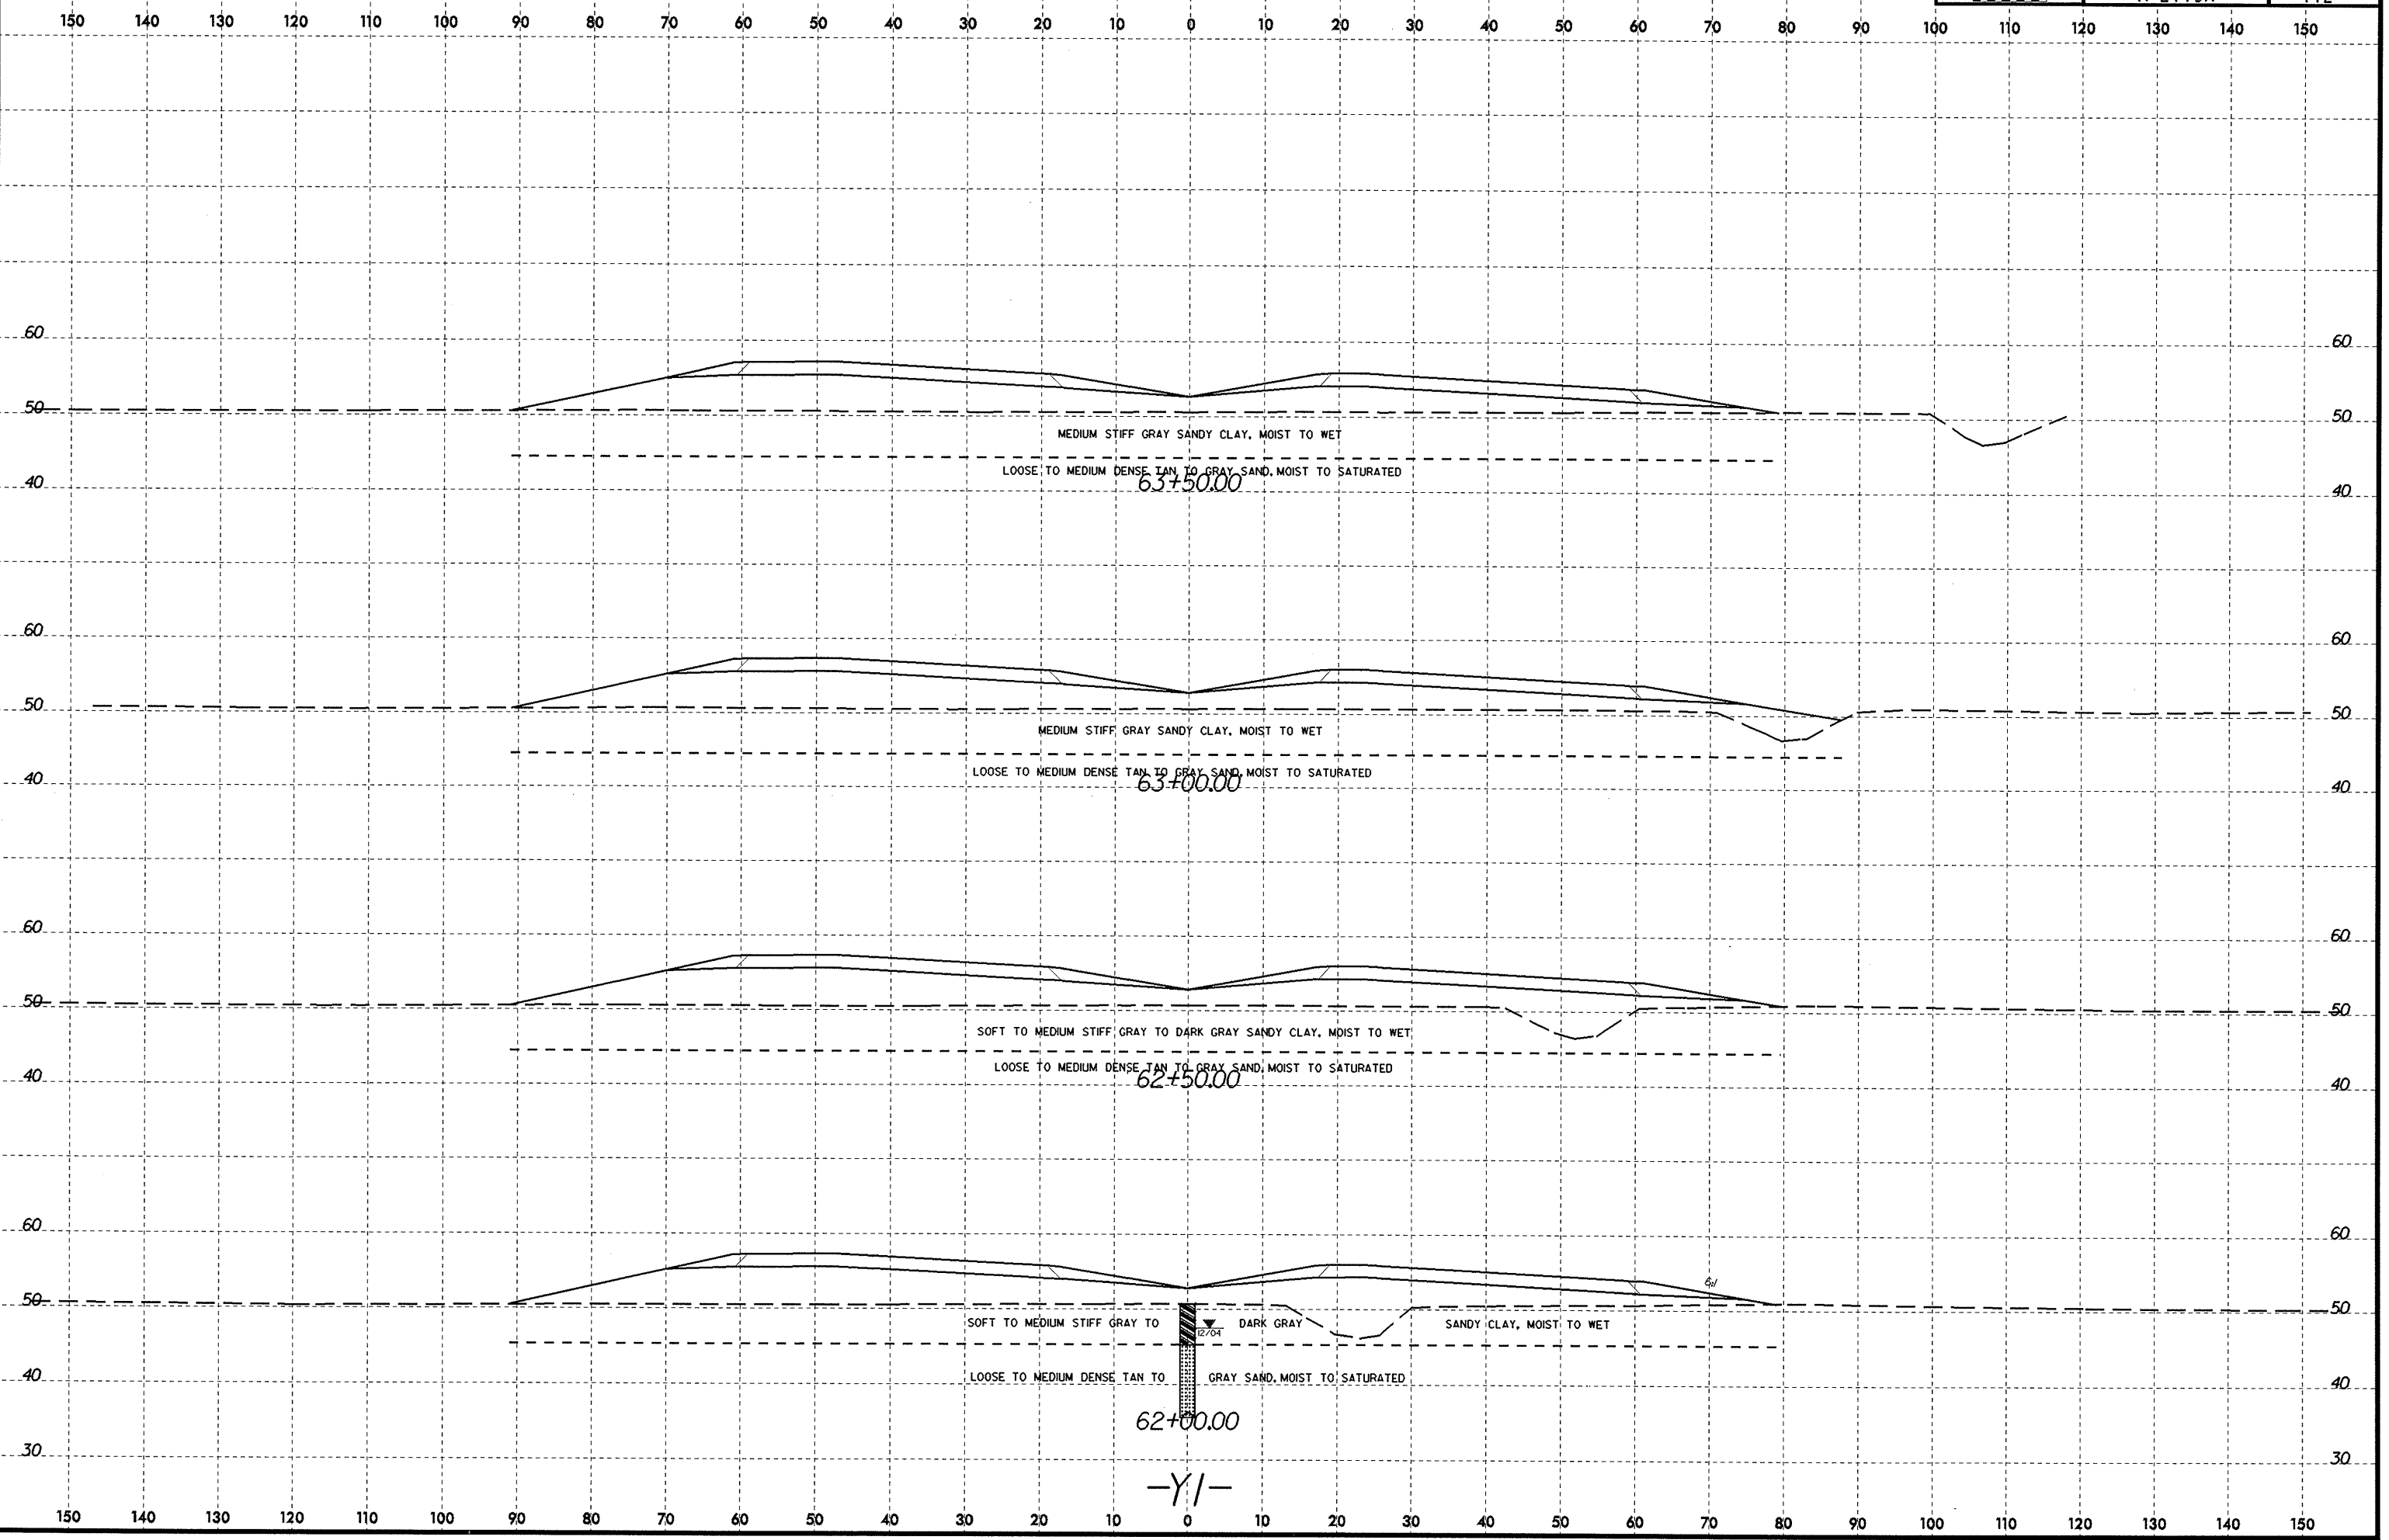 150 140 130 120 110 100 90 80 70 60 50 40 30 20 10 0 10 20 30 40 50 60 70 80 90 100 110 120 130 140 150
60 60
50 50
MEDIUM STIFF GRAY SANDY CLAY, MOIST TO WET
LOOSE TO MEDIUM DENSE TAN TO GRAY SAND, MOIST TO SATURATED
40 63+50.00 40
60 60
50 50
MEDIUM STIFF GRAY SANDY CLAY, MOIST TO WET
LOOSE TO MEDIUM DENSE TAN TO GRAY SAND, MOIST TO SATURATED
40 63+00.00 40
60 60
50 50
SOFT TO MEDIUM STIFF GRAY TO DARK GRAY SANDY CLAY, MOIST TO WET
LOOSE TO MEDIUM DENSE TAN TO GRAY SAND, MOIST TO SATURATED
40 62+50.00 40
60 60
6:1
50 50
SOFT TO MEDIUM STIFF GRAY TO DARK GRAY SANDY CLAY, MOIST TO WET
12/04
40 LOOSE TO MEDIUM DENSE TAN TO GRAY SAND, MOIST TO SATURATED 40
62+00.00
30 30
-Y1-
150 140 130 120 110 100 90 80 70 60 50 40 30 20 10 0 10 20 30 40 50 60 70 80 90 100 110 120 130 140 150